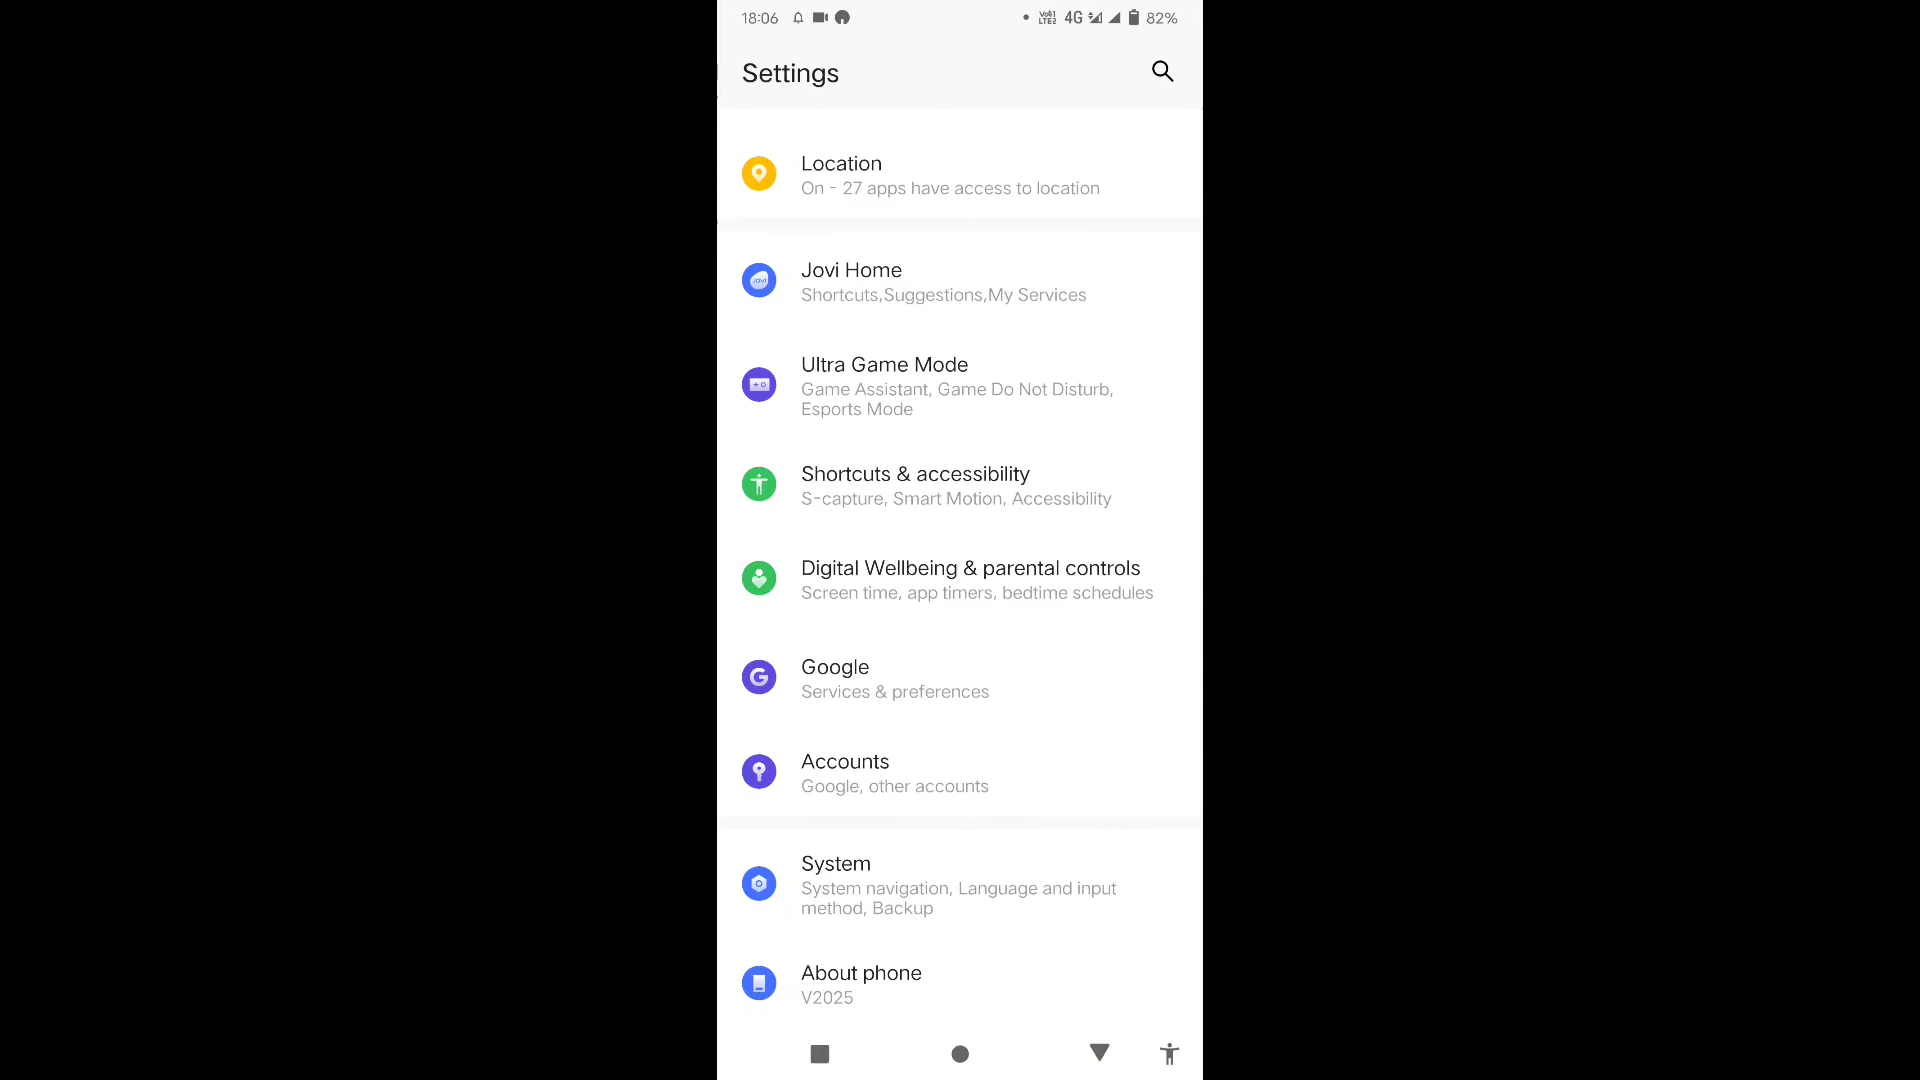 18:06 4G 82%
Settings
Location
On - 27 apps have access to location
Jovi Home
Shortcuts,Suggestions,My Services
Ultra Game Mode
Game Assistant, Game Do Not Disturb,
Esports Mode
Shortcuts & accessibility
S-capture, Smart Motion, Accessibility
Digital Wellbeing & parental controls
Screen time, app timers, bedtime schedules
Google
Services & preferences
Accounts
Google, other accounts
System
System navigation, Language and input
method, Backup
About phone
V2025